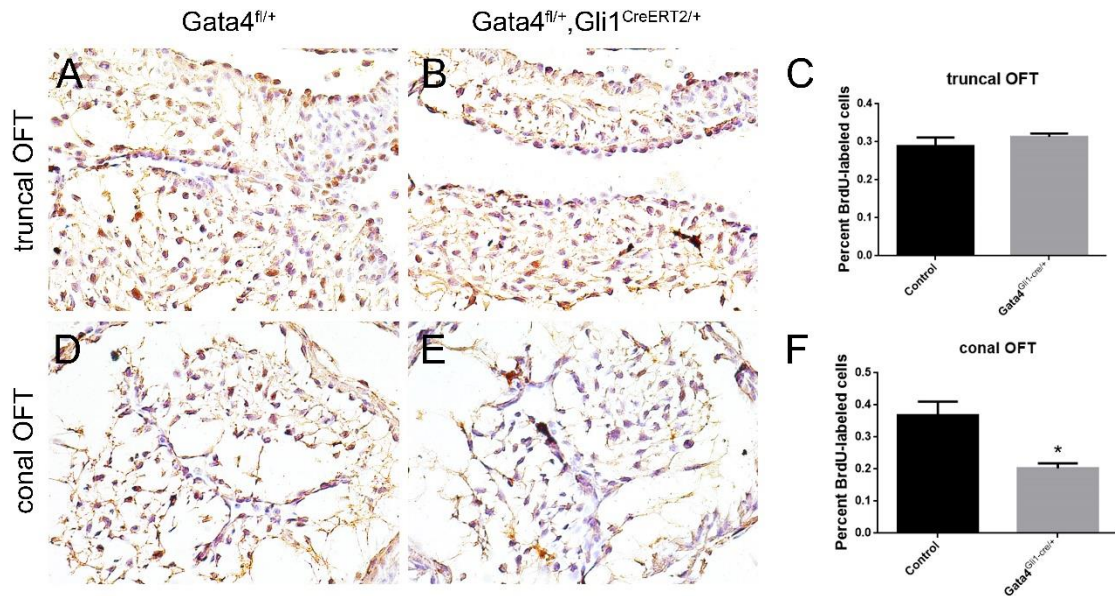 Gata4fl/+
Gata4fl/+,Gli1CreERT2/+
truncal OFT
A
B
C
truncal OFT
Percent BrdU-labeled cells
0.4
0.3
0.2
0.1
0.0
Control
Gata4Gli1-cre/+
conal OFT
D
E
F
conal OFT
Percent BrdU-labeled cells
0.5
0.4
0.3
0.2
0.1
0.0
*
Control
Gata4Gli1-cre/+